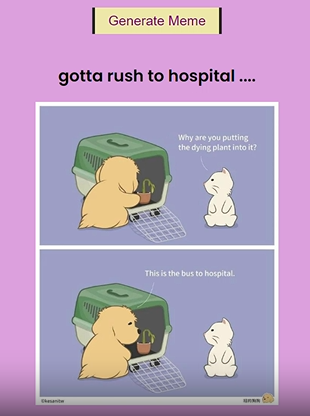 Generate Meme
gotta rush to hospital ....
Why are you putting
the dying plant into it?
This is the bus to hospital.
@kasanitw